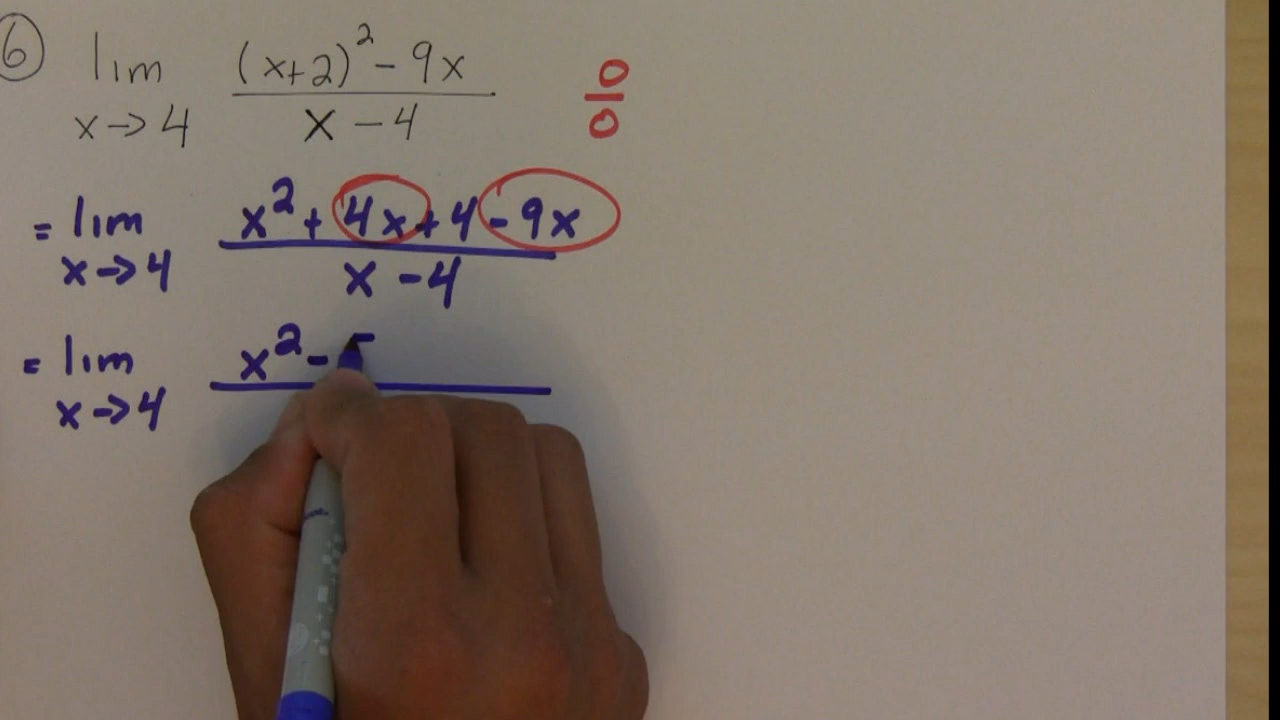 6 lim x→4 (x+2)² - 9x / x - 4 0/0
= lim x→4 x² + 4x + 4 - 9x / x - 4
= lim x→4 x² -